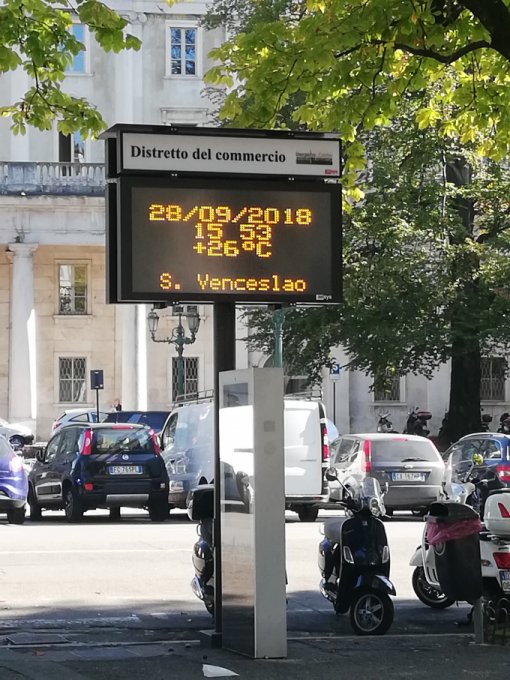 Distretto del commercio
28/09/2018
15 53
+26°C
S. Venceslao